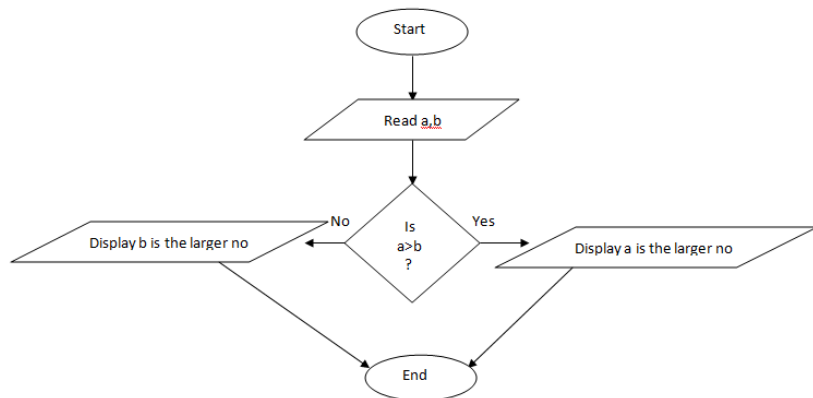 Start
Read a,b
No
Yes
Is
a>b
?
Display b is the larger no
Display a is the larger no
End